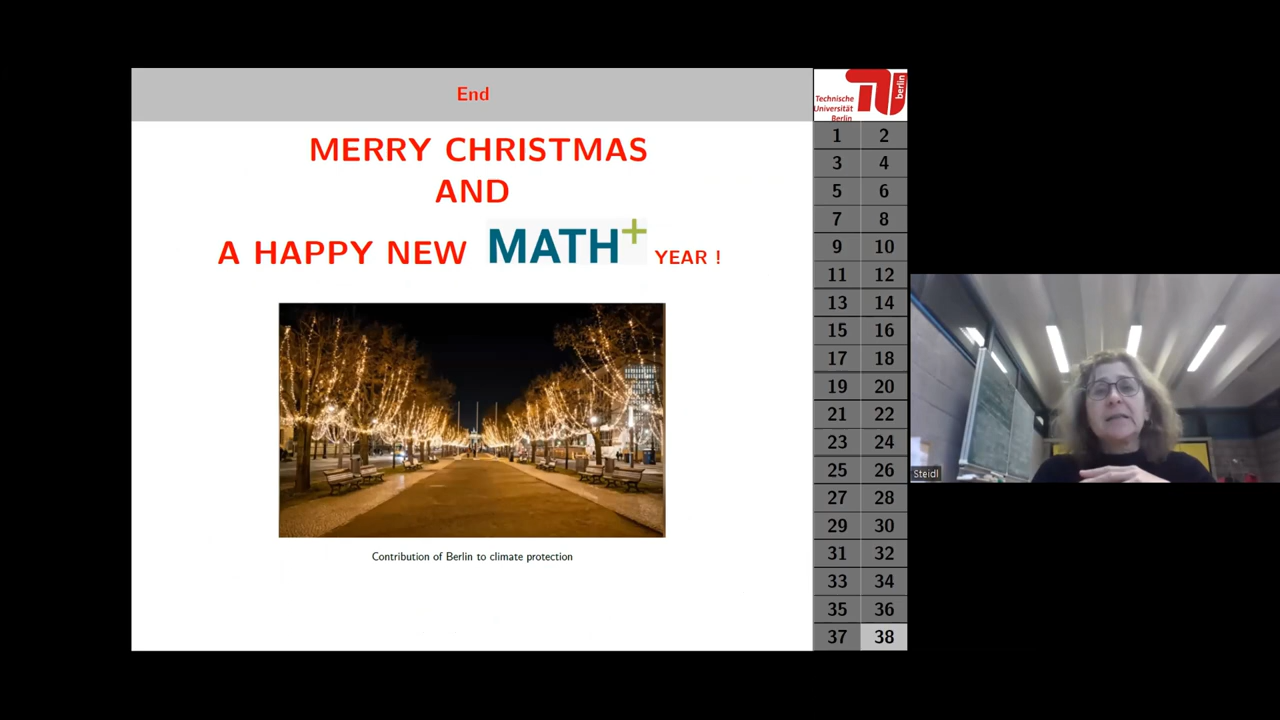 End
MERRY CHRISTMAS
AND
A HAPPY NEW MATH+ YEAR !
Contribution of Berlin to climate protection
Technische
Universität
Berlin
berlin
1 2
3 4
5 6
7 8
9 10
11 12
13 14
15 16
17 18
19 20
21 22
23 24
25 26
27 28
29 30
31 32
33 34
35 36
37 38
Steidl